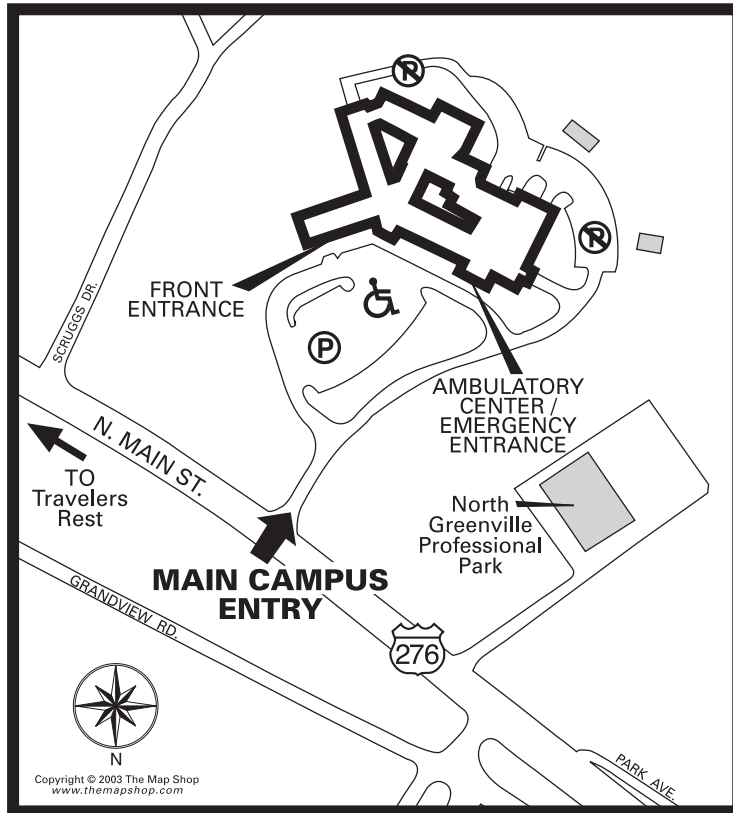 P
P
FRONT
ENTRANCE
P
SCRUGGS DR.
AMBULATORY
CENTER /
EMERGENCY
ENTRANCE
N. MAIN ST.
TO
Travelers
Rest
North
Greenville
Professional
Park
MAIN CAMPUS
ENTRY
GRANDVIEW RD.
276
N
PARK AVE.
Copyright © 2003 The Map Shop
www.themapshop.com